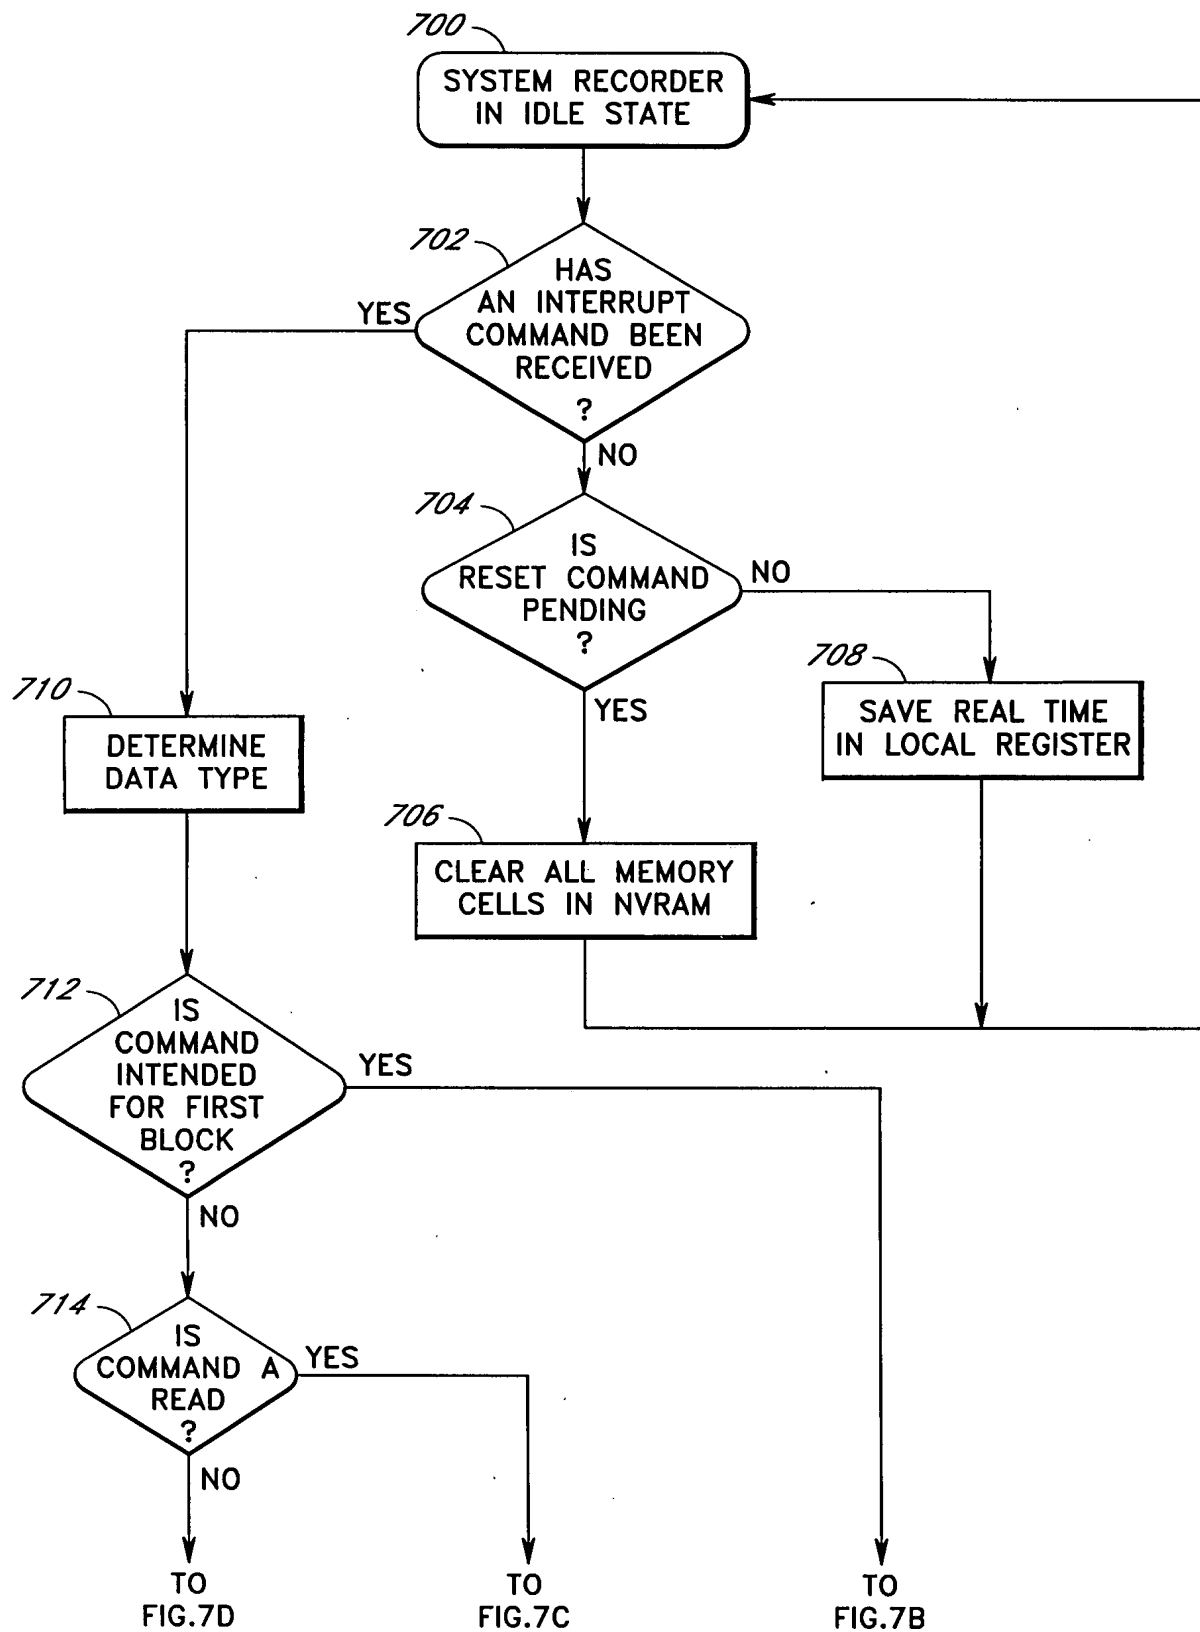 700
SYSTEM RECORDER
IN IDLE STATE
702
HAS
AN INTERRUPT
COMMAND BEEN
RECEIVED
?
YES
NO
704
IS
RESET COMMAND
PENDING
?
NO
YES
708
SAVE REAL TIME
IN LOCAL REGISTER
710
DETERMINE
DATA TYPE
706
CLEAR ALL MEMORY
CELLS IN NVRAM
712
IS
COMMAND
INTENDED
FOR FIRST
BLOCK
?
YES
NO
714
IS
COMMAND A
READ
?
YES
NO
TO
FIG.7D
TO
FIG.7C
TO
FIG.7B